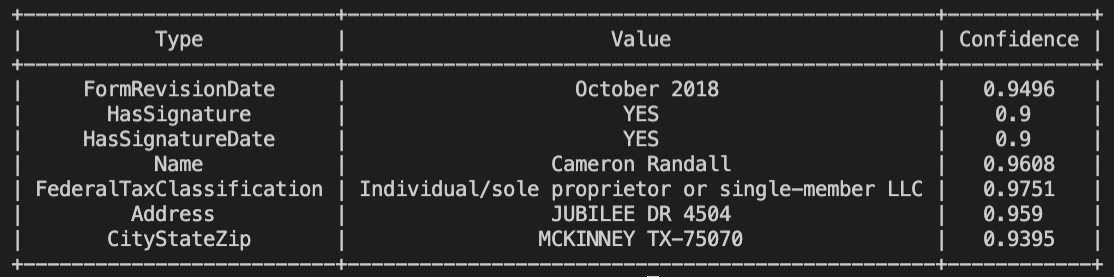 +---------------------------+-------------------------------------------------+------------+
| Type | Value | Confidence |
+---------------------------+-------------------------------------------------+------------+
| FormRevisionDate | October 2018 | 0.9496 |
| HasSignature | YES | 0.9 |
| HasSignatureDate | YES | 0.9 |
| Name | Cameron Randall | 0.9608 |
| FederalTaxClassification | Individual/sole proprietor or single-member LLC | 0.9751 |
| Address | JUBILEE DR 4504 | 0.959 |
| CityStateZip | MCKINNEY TX-75070 | 0.9395 |
+---------------------------+-------------------------------------------------+------------+